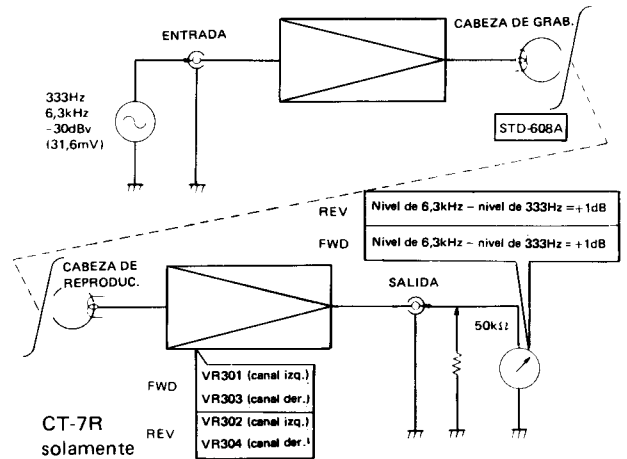 ENTRADA
CABEZA DE GRAB.
333Hz
6,3kHz
-30dBv
(31,6mV)
STD-608A
REV
Nivel de 6,3kHz – nivel de 333Hz =+1dB
FWD
Nivel de 6,3kHz – nivel de 333Hz = +1dB
CABEZA DE
REPRODUC.
SALIDA
50kΩ
FWD
VR301 (canal izq.)
VR303 (canal der.)
REV
VR302 (canal izq.)
VR304 (canal der.)
CT-7R
solamente